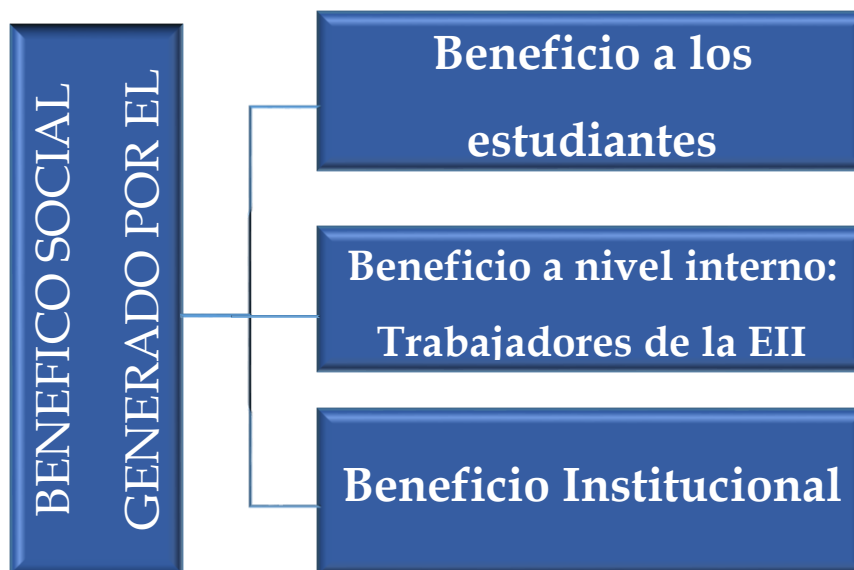 BENEFICO SOCIAL
GENERADO POR EL
Beneficio a los
estudiantes
Beneficio a nivel interno:
Trabajadores de la EII
Beneficio Institucional